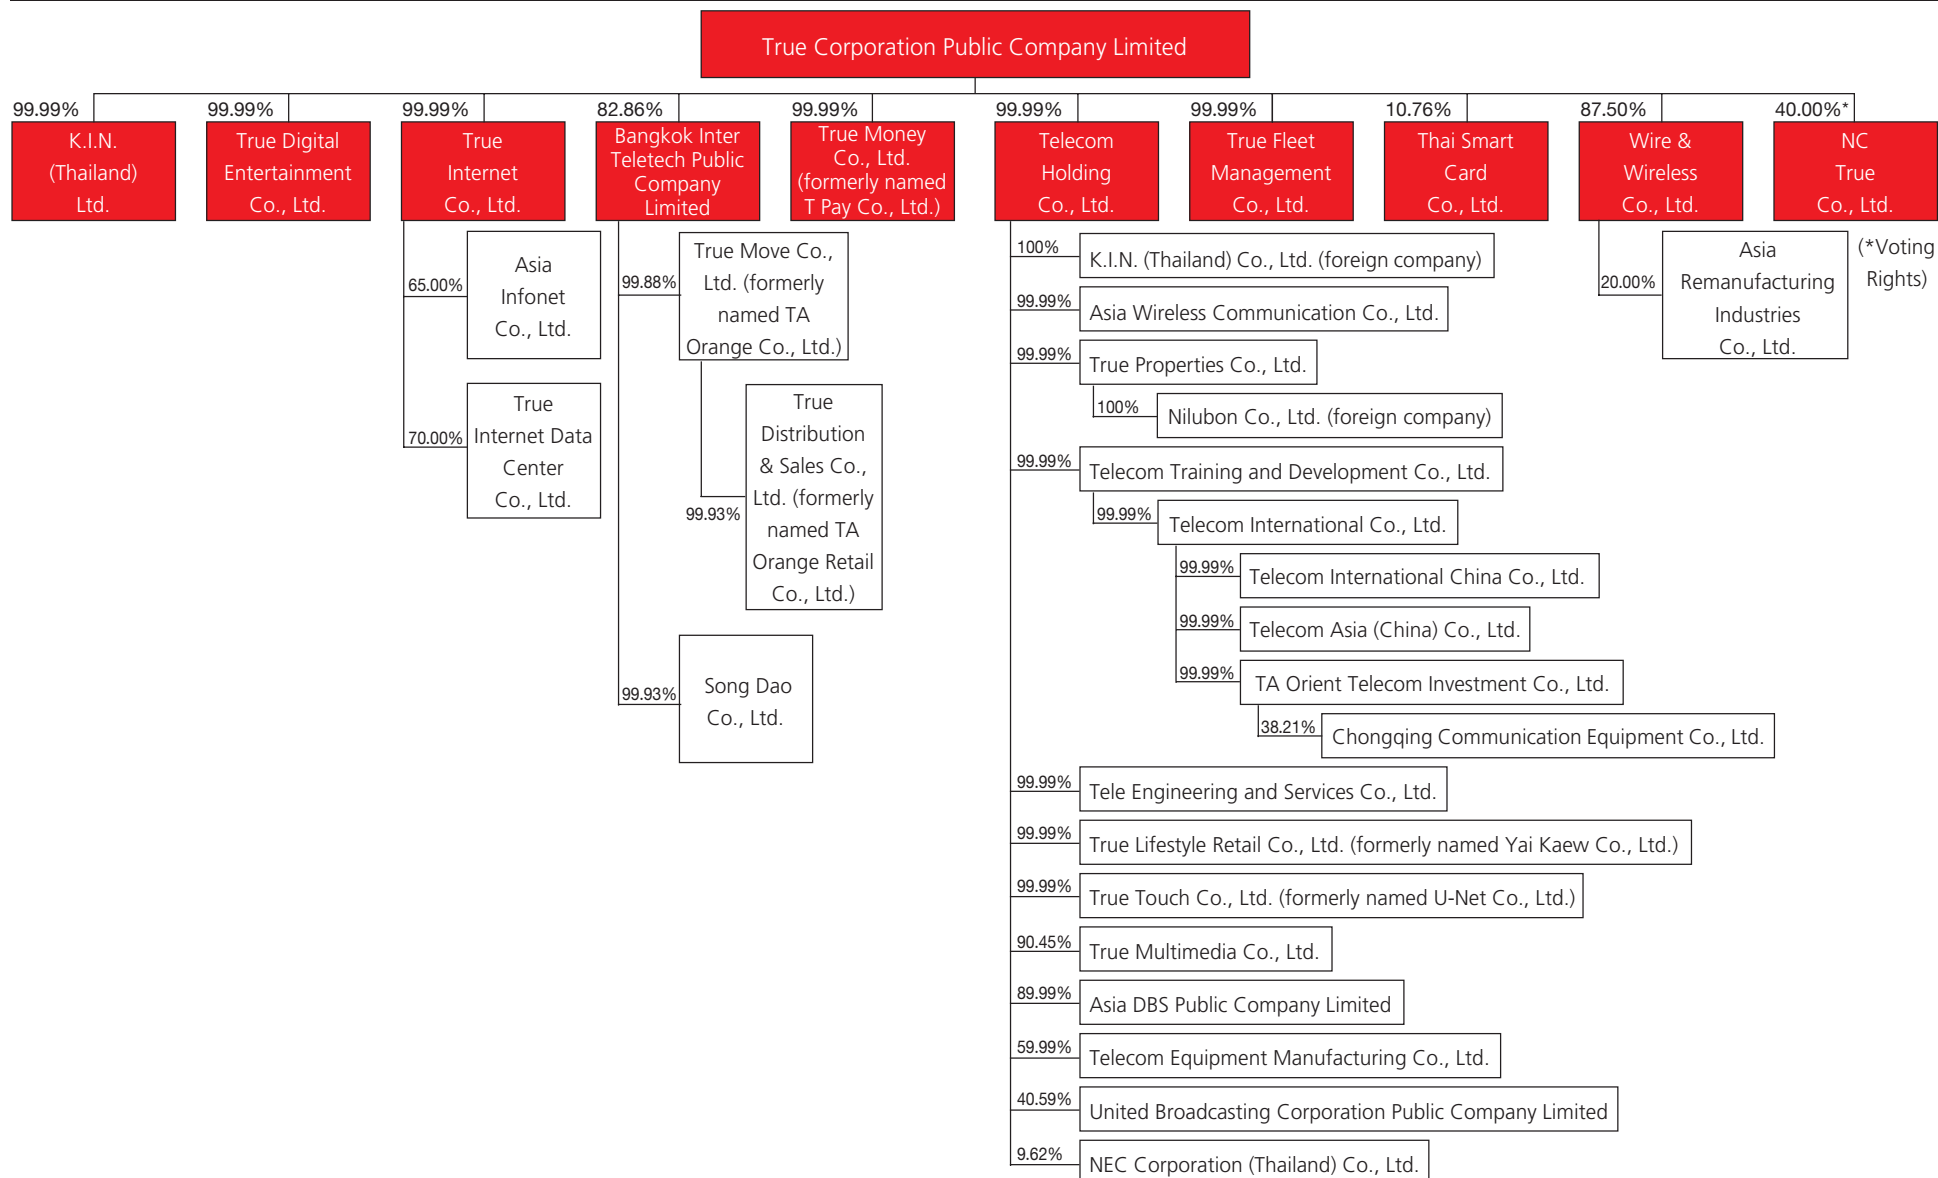 True Corporation Public Company Limited
99.99%
K.I.N.
(Thailand)
Ltd.
99.99%
True Digital
Entertainment
Co., Ltd.
99.99%
True
Internet
Co., Ltd.
82.86%
Bangkok Inter
Teletech Public
Company
Limited
99.99%
True Money
Co., Ltd.
(formerly named
T Pay Co., Ltd.)
99.99%
Telecom
Holding
Co., Ltd.
99.99%
True Fleet
Management
Co., Ltd.
10.76%
Thai Smart
Card
Co., Ltd.
87.50%
Wire &
Wireless
Co., Ltd.
40.00%*
NC
True
Co., Ltd.
(*Voting
Rights)
65.00%
Asia
Infonet
Co., Ltd.
70.00%
True
Internet Data
Center
Co., Ltd.
99.88%
True Move Co.,
Ltd. (formerly
named TA
Orange Co., Ltd.)
99.93%
True
Distribution
& Sales Co.,
Ltd. (formerly
named TA
Orange Retail
Co., Ltd.)
99.93%
Song Dao
Co., Ltd.
100%
K.I.N. (Thailand) Co., Ltd. (foreign company)
99.99%
Asia Wireless Communication Co., Ltd.
99.99%
True Properties Co., Ltd.
100%
Nilubon Co., Ltd. (foreign company)
99.99%
Telecom Training and Development Co., Ltd.
99.99%
Telecom International Co., Ltd.
99.99%
Telecom International China Co., Ltd.
99.99%
Telecom Asia (China) Co., Ltd.
99.99%
TA Orient Telecom Investment Co., Ltd.
38.21%
Chongqing Communication Equipment Co., Ltd.
99.99%
Tele Engineering and Services Co., Ltd.
99.99%
True Lifestyle Retail Co., Ltd. (formerly named Yai Kaew Co., Ltd.)
99.99%
True Touch Co., Ltd. (formerly named U-Net Co., Ltd.)
90.45%
True Multimedia Co., Ltd.
89.99%
Asia DBS Public Company Limited
59.99%
Telecom Equipment Manufacturing Co., Ltd.
40.59%
United Broadcasting Corporation Public Company Limited
9.62%
NEC Corporation (Thailand) Co., Ltd.
20.00%
Asia
Remanufacturing
Industries
Co., Ltd.